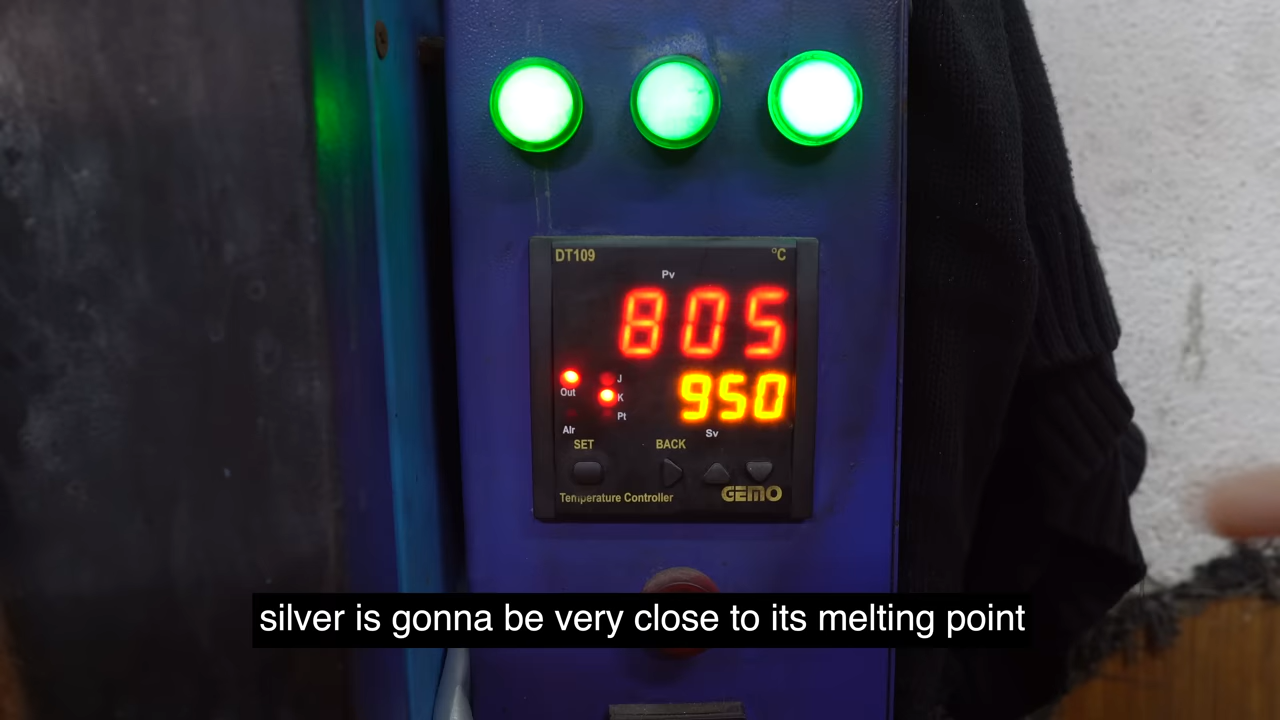 DT109 °C
Pv
805
950
Out J
K
Pt
Alr
Sv
SET BACK
Temperature Controller GEMO
silver is gonna be very close to its melting point